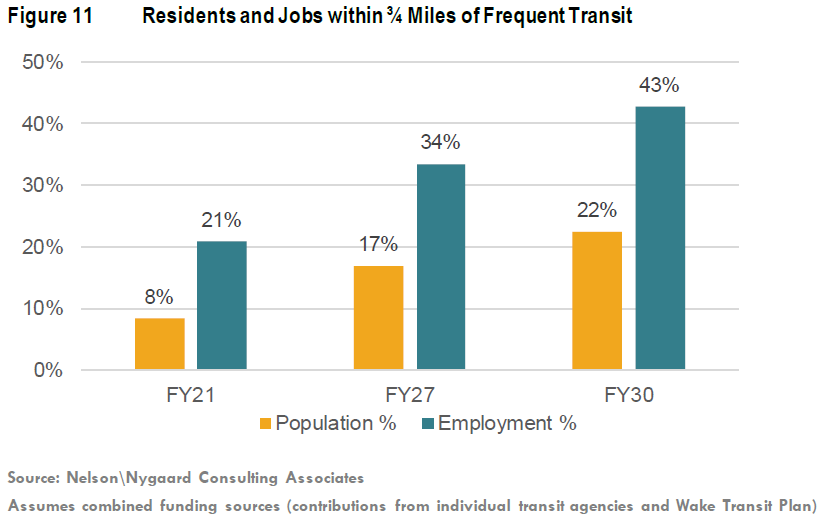 Figure 11 Residents and Jobs within ¾ Miles of Frequent Transit
50%
40%
30%
20%
10%
0%
8%
21%
17%
34%
22%
43%
FY21 FY27 FY30
Population % Employment %
Source: Nelson\Nygaard Consulting Associates
Assumes combined funding sources (contributions from individual transit agencies and Wake Transit Plan)